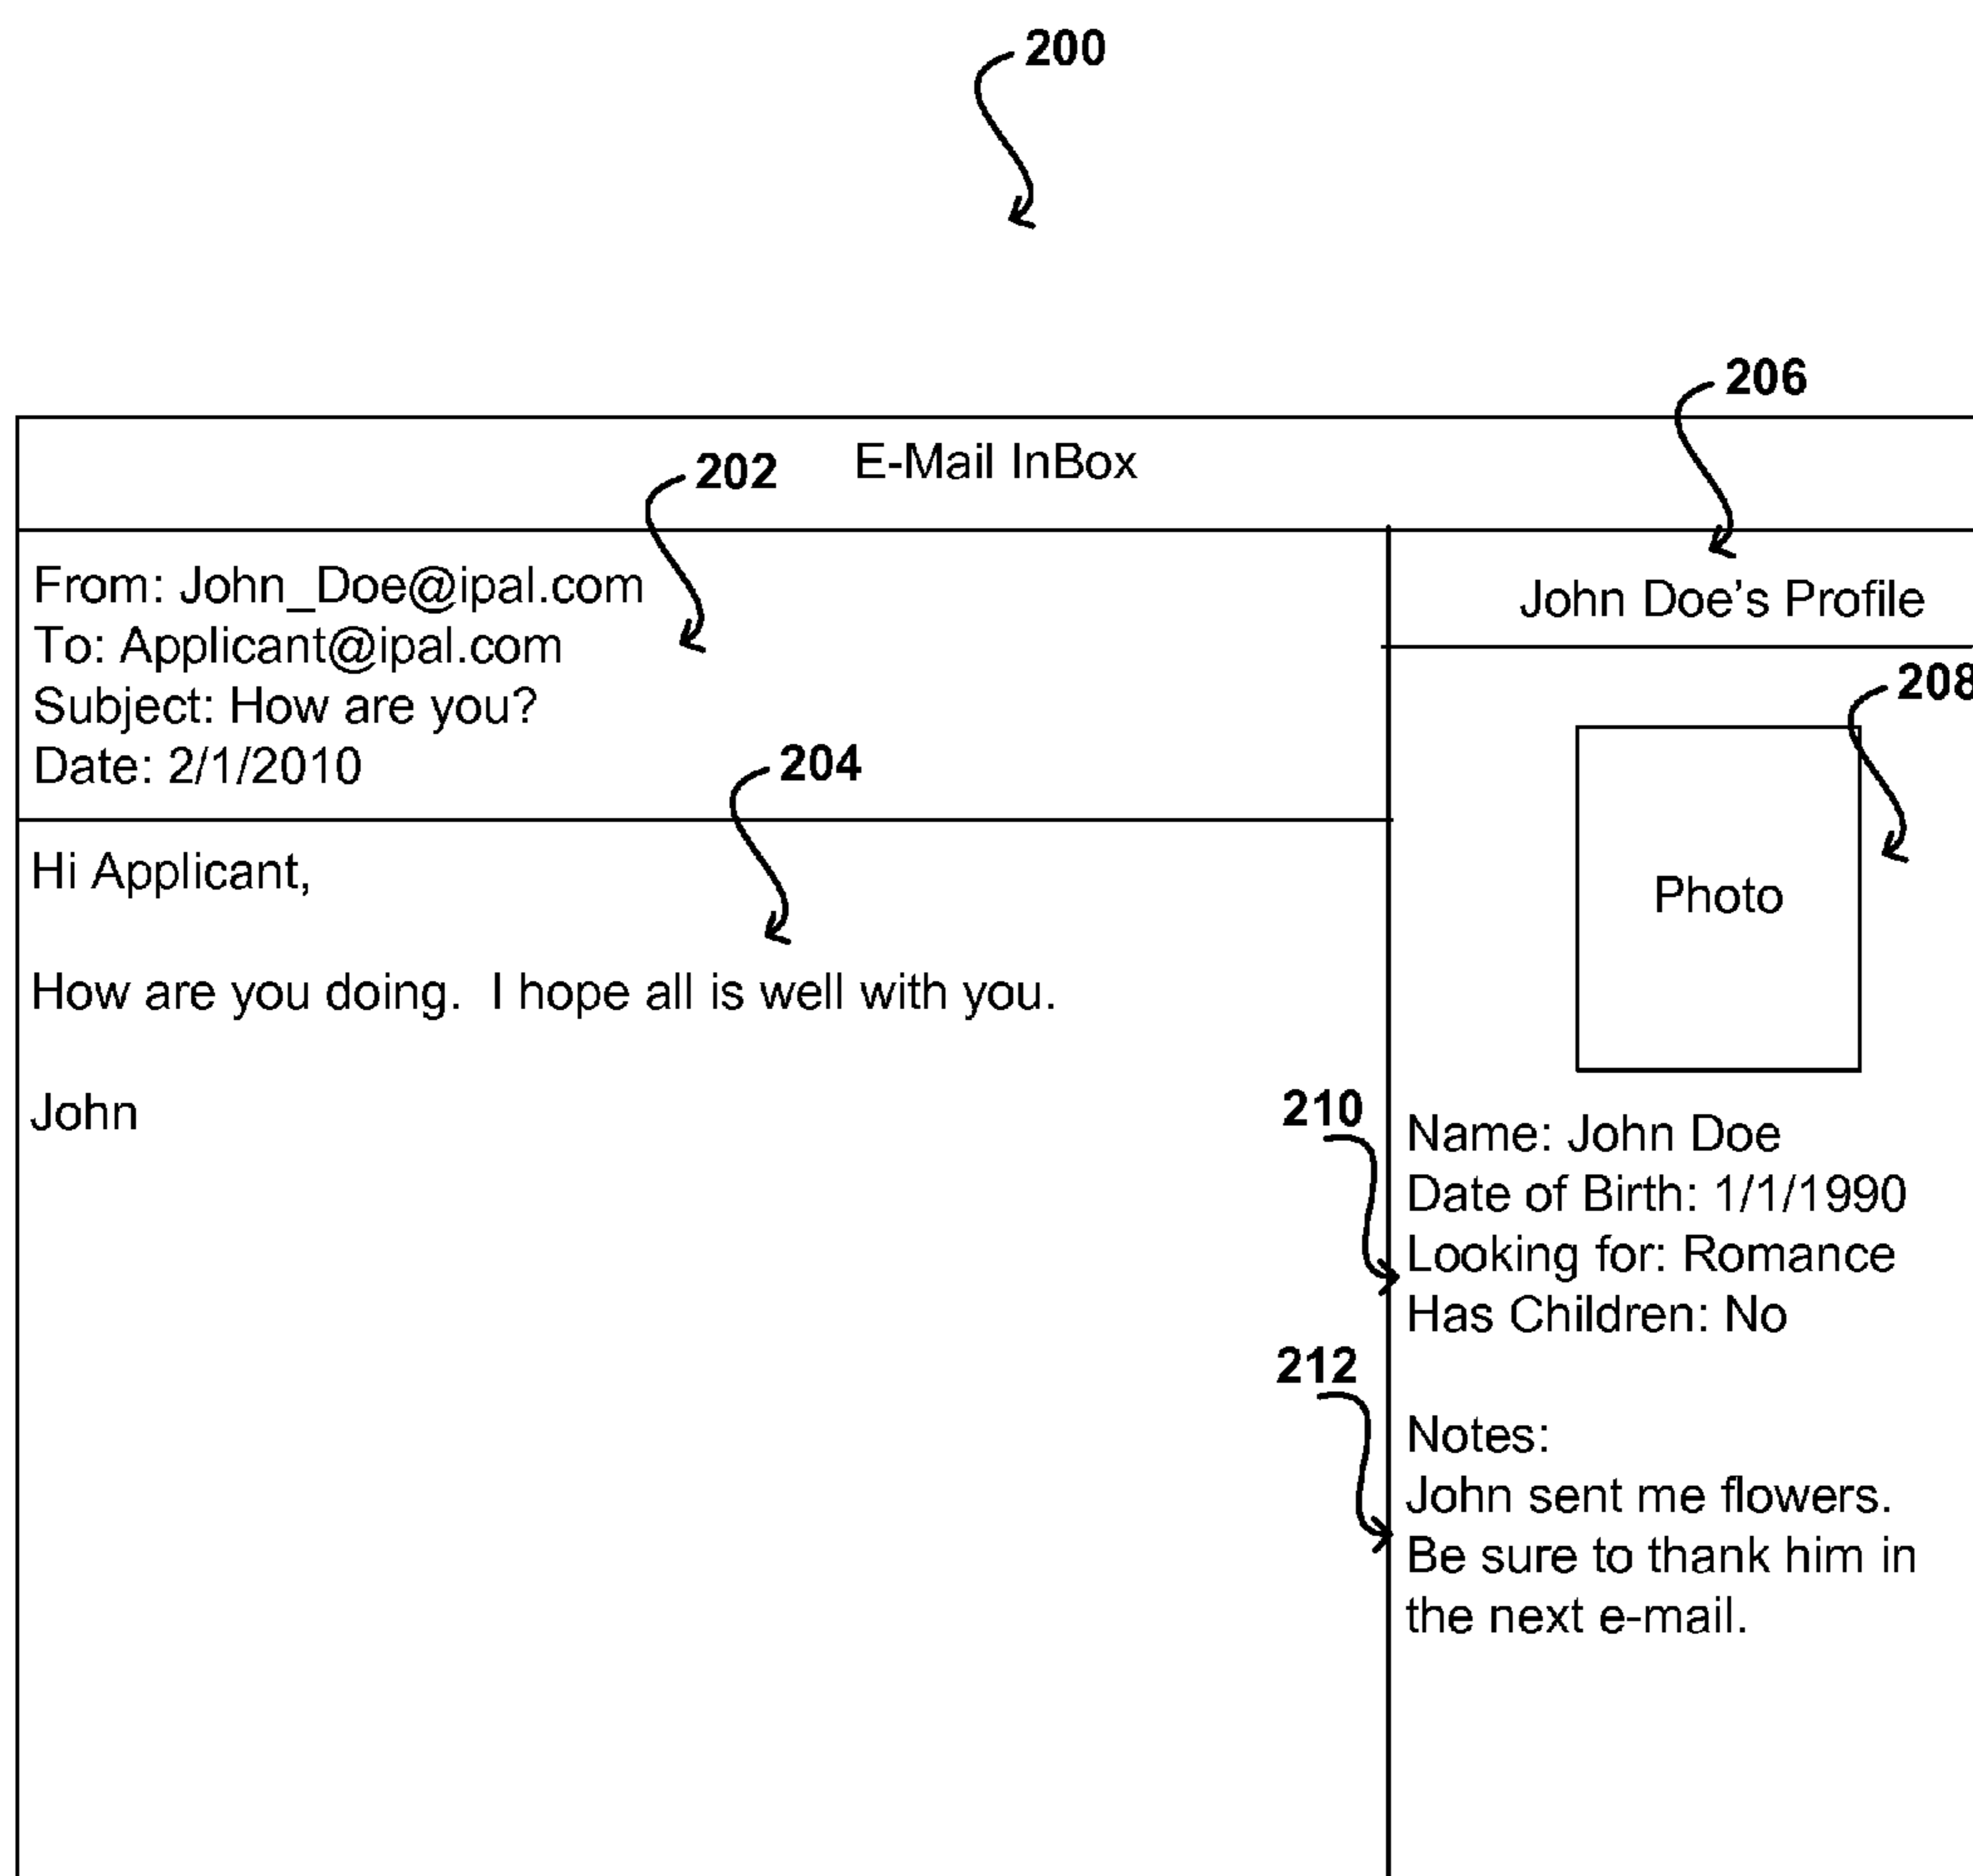 200
206
E-Mail InBox
202
From: John_Doe@ipal.com
To: Applicant@ipal.com
Subject: How are you?
Date: 2/1/2010
204
Hi Applicant,
How are you doing.  I hope all is well with you.
John
John Doe’s Profile
208
Photo
210
Name: John Doe
Date of Birth: 1/1/1990
Looking for: Romance
Has Children: No
212
Notes:
John sent me flowers.
Be sure to thank him in
the next e-mail.